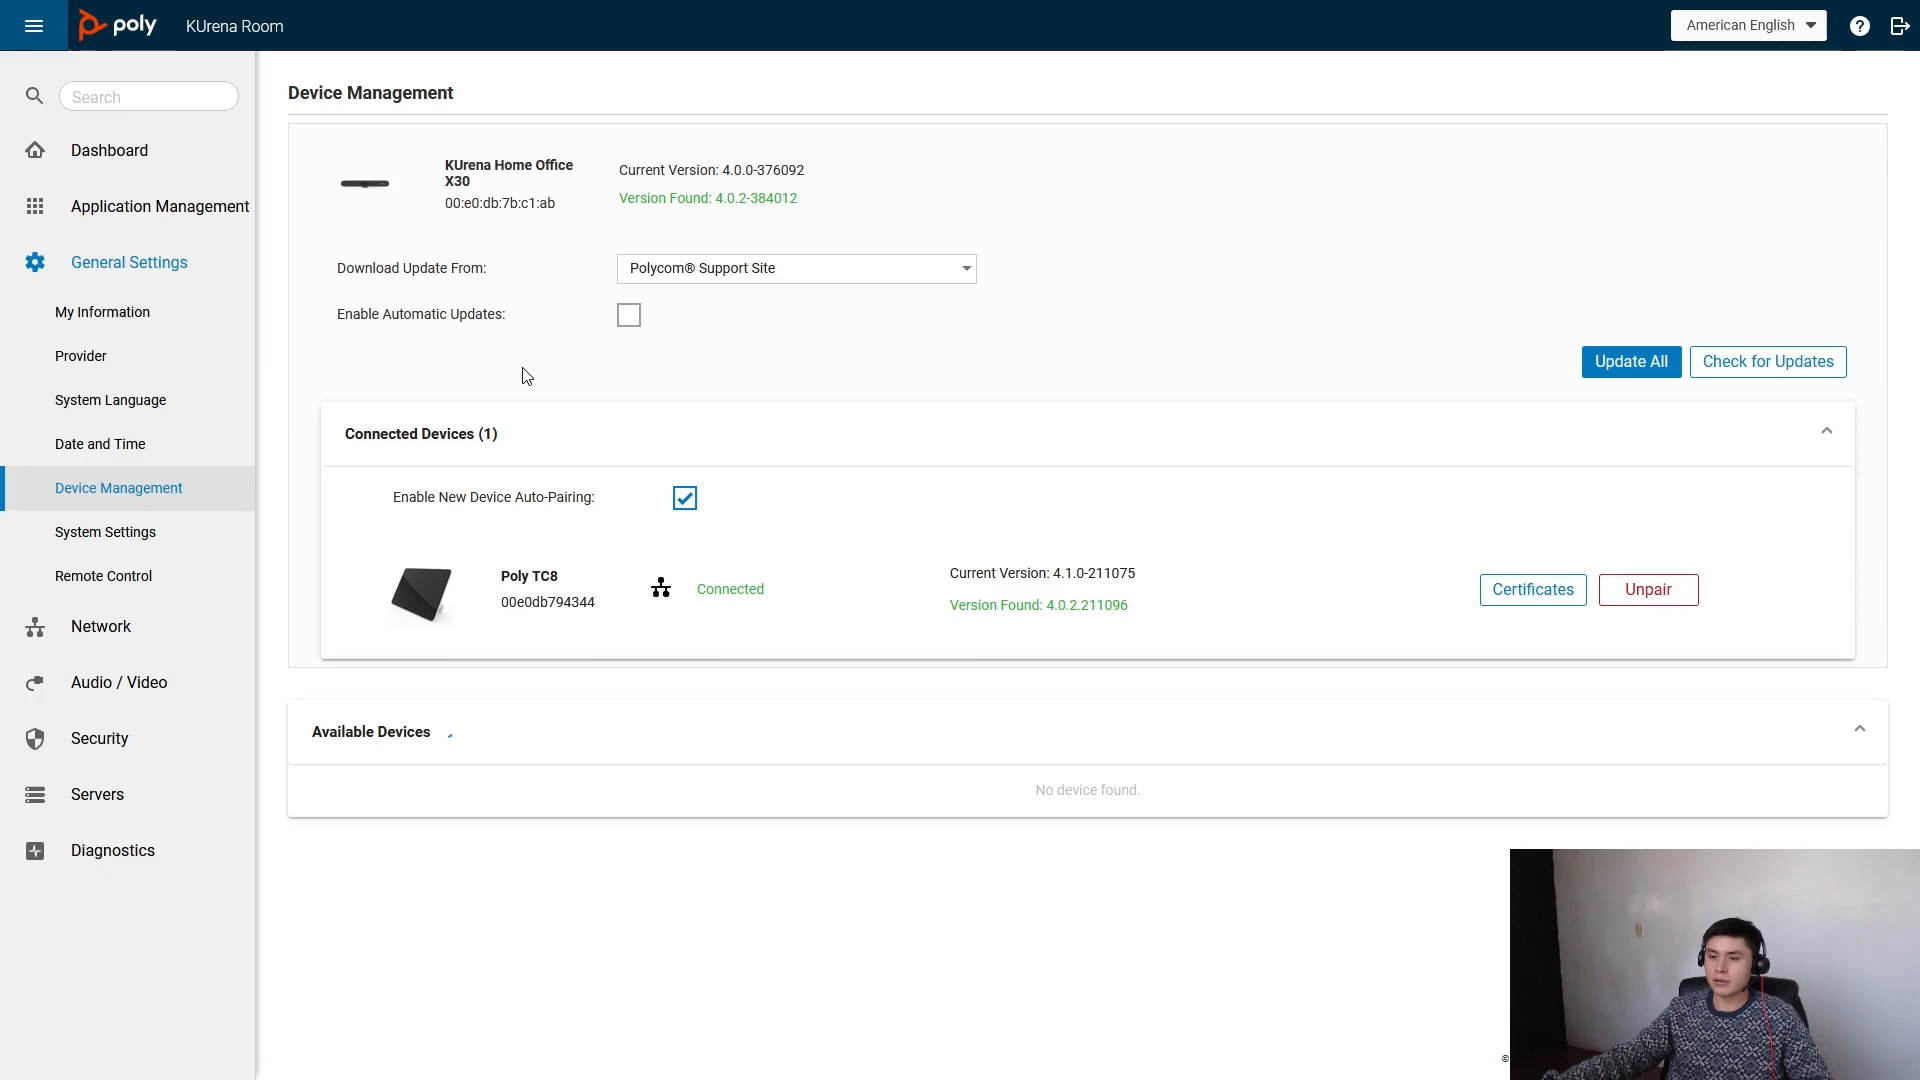 poly
KUrena Room
American English
Search
Dashboard
Application Management
General Settings
My Information
Provider
System Language
Date and Time
Device Management
System Settings
Remote Control
Network
Audio / Video
Security
Servers
Diagnostics
Device Management
KUrena Home Office
X30
00:e0:db:7b:c1:ab
Current Version: 4.0.0-376092
Version Found: 4.0.2-384012
Download Update From:
Polycom® Support Site
Enable Automatic Updates:
Update All
Check for Updates
Connected Devices (1)
Enable New Device Auto-Pairing:
Poly TC8
00e0db794344
Connected
Current Version: 4.1.0-211075
Version Found: 4.0.2.211096
Certificates
Unpair
Available Devices
No device found.
©